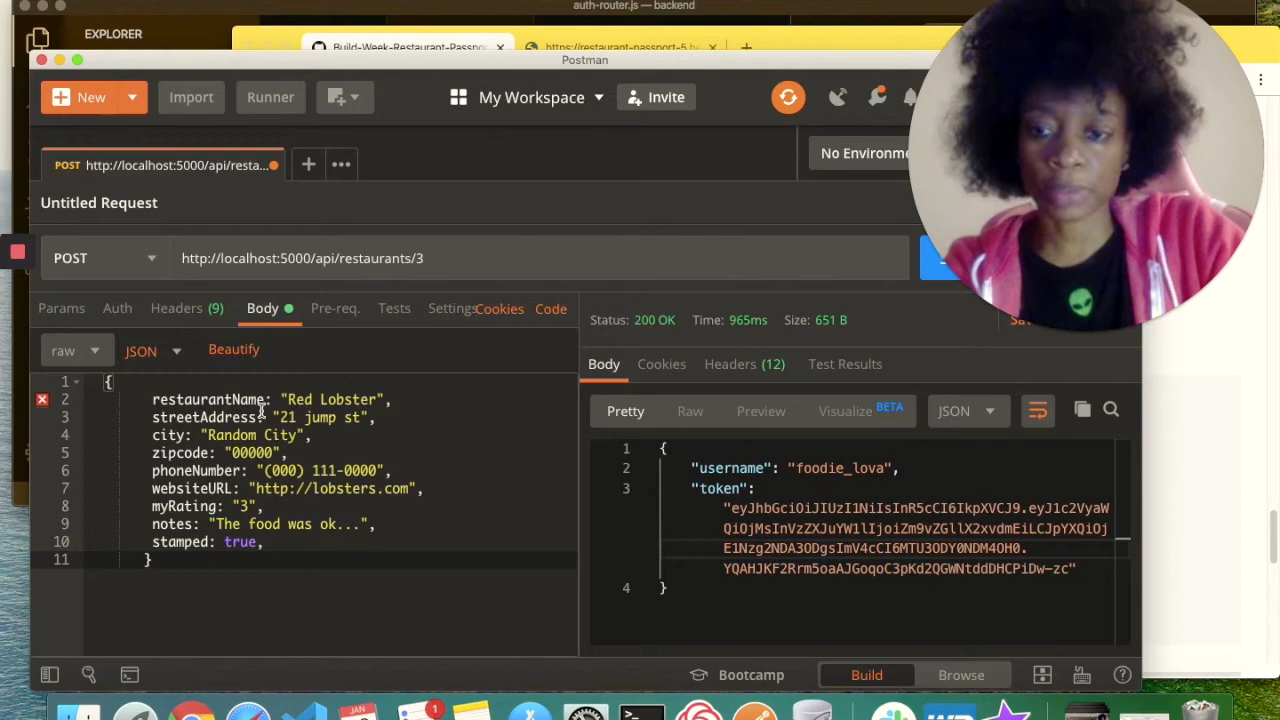 auth-router.js — backend
EXPLORER
Build-Week-Restaurant-Passpor
https://restaurant-passport-5.he
Postman
New
Import
Runner
My Workspace
Invite
POST http://localhost:5000/api/resta...
No Environme
Untitled Request
POST
http://localhost:5000/api/restaurants/3
Params
Auth
Headers (9)
Body
Pre-req.
Tests
Settings
Cookies
Code
Status: 200 OK
Time: 965ms
Size: 651 B
raw
JSON
Beautify
Body
Cookies
Headers (12)
Test Results
Pretty
Raw
Preview
Visualize BETA
JSON
1 {
2 restaurantName: "Red Lobster",
3 streetAddress: "21 jump st",
4 city: "Random City",
5 zipcode: "00000",
6 phoneNumber: "(000) 111-0000",
7 websiteURL: "http://lobsters.com",
8 myRating: "3",
9 notes: "The food was ok...",
10 stamped: true,
11 }
1 {
2 "username": "foodie_lova",
3 "token":
"eyJhbGciOiJIUzI1NiIsInR5cCI6IkpXVCJ9.eyJ1c2VyaW
QiOjMsInVzZXJuYW1lIjoiZm9vZGllX2xvdmEiLCJpYXQiOj
E1Nzg2NDA3ODgsImV4cCI6MTU3ODY0NDM4OH0.
YQAHJKF2Rrm5oaAJGoqoC3pKd2QGWNtddDHCPiDw-zc"
4 }
Bootcamp
Build
Browse
JAN
1